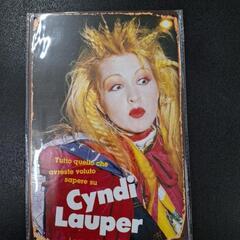 Tutto quello che
avreste voluto
sapere su
Cyndi
Lauper